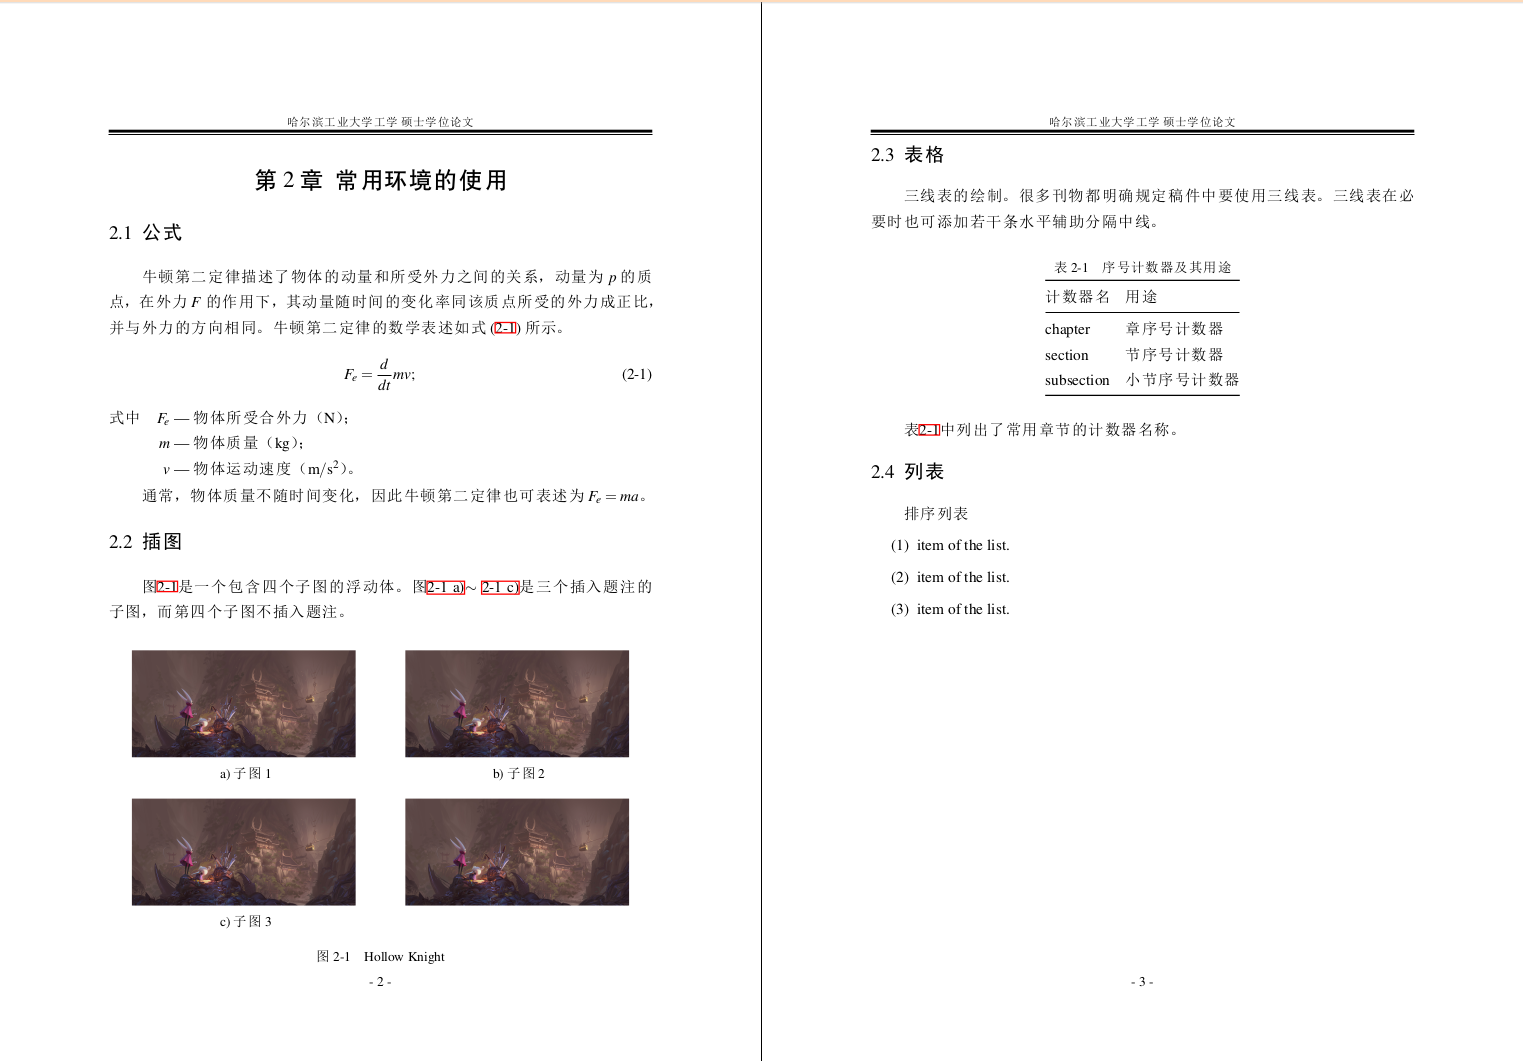 哈尔滨工业大学工学硕士学位论文
第 2 章 常用环境的使用
2.1 公式
牛顿第二定律描述了物体的动量和所受外力之间的关系，动量为 p 的质
点，在外力 F 的作用下，其动量随时间的变化率同该质点所受的外力成正比，
并与外力的方向相同。牛顿第二定律的数学表述如式 (2-1) 所示。
Fₑ = d/dt mv; (2-1)
式中 Fₑ — 物体所受合外力（N）；
m — 物体质量（kg）；
v — 物体运动速度（m/s²）。
通常，物体质量不随时间变化，因此牛顿第二定律也可表述为 Fₑ = ma。
2.2 插图
图2-1是一个包含四个子图的浮动体。图2-1 a)~ 2-1 c)是三个插入题注的
子图，而第四个子图不插入题注。
a) 子图 1 b) 子图 2
c) 子图 3
图 2-1 Hollow Knight
- 2 -
哈尔滨工业大学工学硕士学位论文
2.3 表格
三线表的绘制。很多刊物都明确规定稿件中要使用三线表。三线表在必
要时也可添加若干条水平辅助分隔中线。
表 2-1 序号计数器及其用途
计数器名 用途
chapter 章序号计数器
section 节序号计数器
subsection 小节序号计数器
表2-1中列出了常用章节的计数器名称。
2.4 列表
排序列表
(1) item of the list.
(2) item of the list.
(3) item of the list.
- 3 -